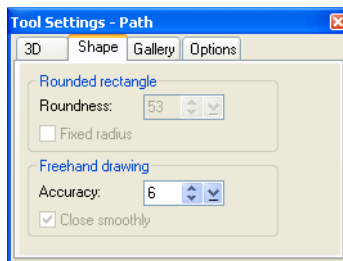 Tool Settings - Path
3D Shape Gallery Options
Rounded rectangle
Roundness: 53
Fixed radius
Freehand drawing
Accuracy: 6
Close smoothly